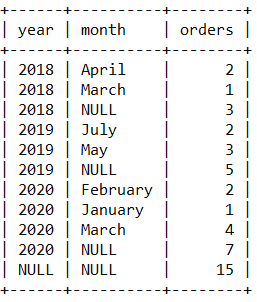 +------+----------+--------+
| year | month    | orders |
+------+----------+--------+
| 2018 | April    |      2 |
| 2018 | March    |      1 |
| 2018 | NULL     |      3 |
| 2019 | July     |      2 |
| 2019 | May      |      3 |
| 2019 | NULL     |      5 |
| 2020 | February |      2 |
| 2020 | January  |      1 |
| 2020 | March    |      4 |
| 2020 | NULL     |      7 |
| NULL | NULL     |     15 |
+------+----------+--------+